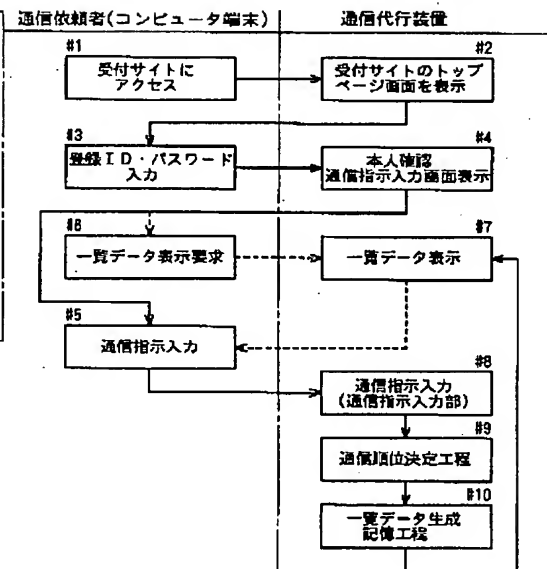 通信依頼者(コンピュータ端末)
通信代行装置
#1
受付サイトに
アクセス
#2
受付サイトのトップ
ページ画面を表示
#3
登録ID・パスワード
入力
#4
本人確認
通信指示入力画面表示
#6
一覧データ表示要求
#7
一覧データ表示
#5
通信指示入力
#8
通信指示入力
(通信指示入力部)
#9
通信順位決定工程
#10
一覧データ生成
記憶工程